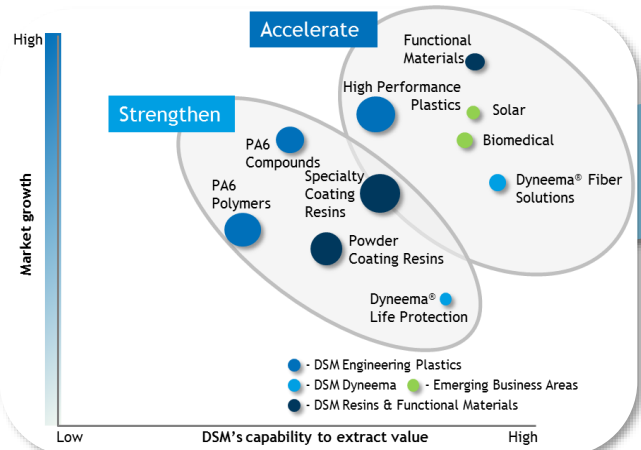 Accelerate
High
Functional
Materials
High Performance
Plastics
Solar
Strengthen
Biomedical
PA6
Compounds
Specialty
Coating
Resins
Dyneema® Fiber
Solutions
PA6
Polymers
Powder
Coating Resins
Market growth
Dyneema®
Life Protection
- DSM Engineering Plastics
- DSM Dyneema
- Emerging Business Areas
- DSM Resins & Functional Materials
Low
DSM's capability to extract value
High